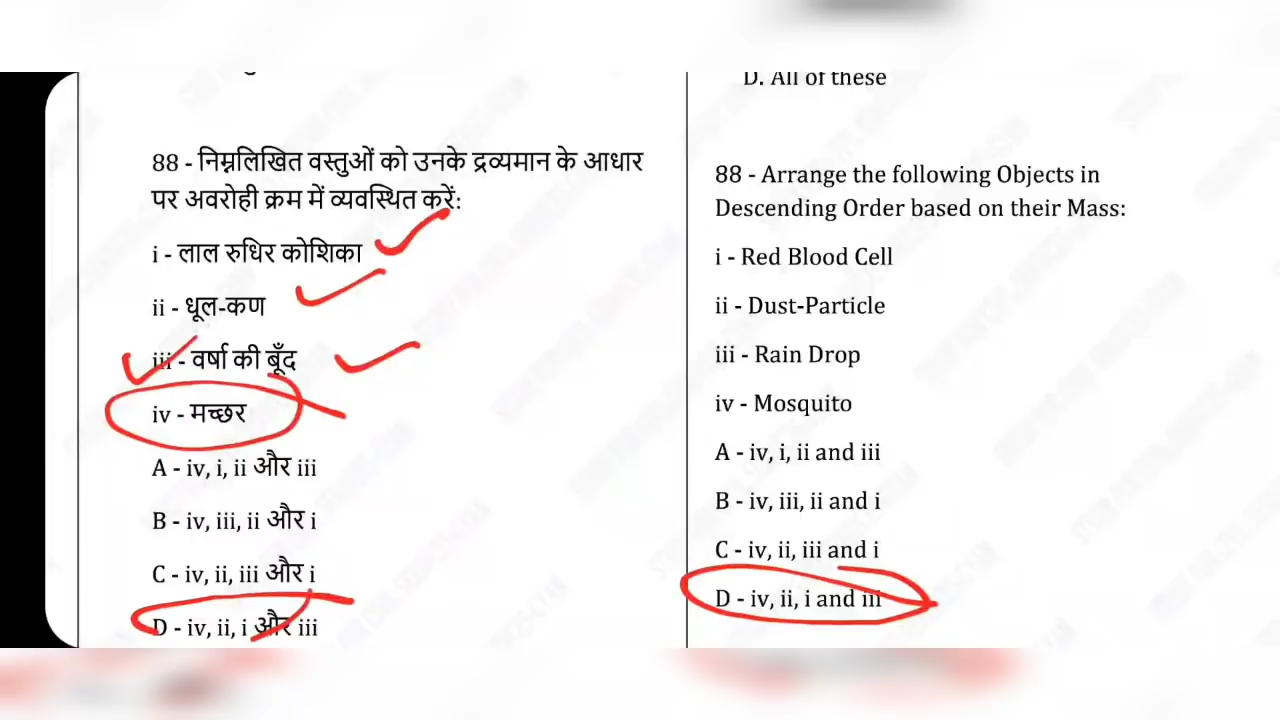 88 - निम्नलिखित वस्तुओं को उनके द्रव्यमान के आधार
पर अवरोही क्रम में व्यवस्थित करें:
i - लाल रुधिर कोशिका
ii - धूल-कण
iii - वर्षा की बूँद
iv - मच्छर
A - iv, i, ii और iii
B - iv, iii, ii और i
C - iv, ii, iii और i
D - iv, ii, i और iii
D. All of these
88 - Arrange the following Objects in
Descending Order based on their Mass:
i - Red Blood Cell
ii - Dust-Particle
iii - Rain Drop
iv - Mosquito
A - iv, i, ii and iii
B - iv, iii, ii and i
C - iv, ii, iii and i
D - iv, ii, i and iii